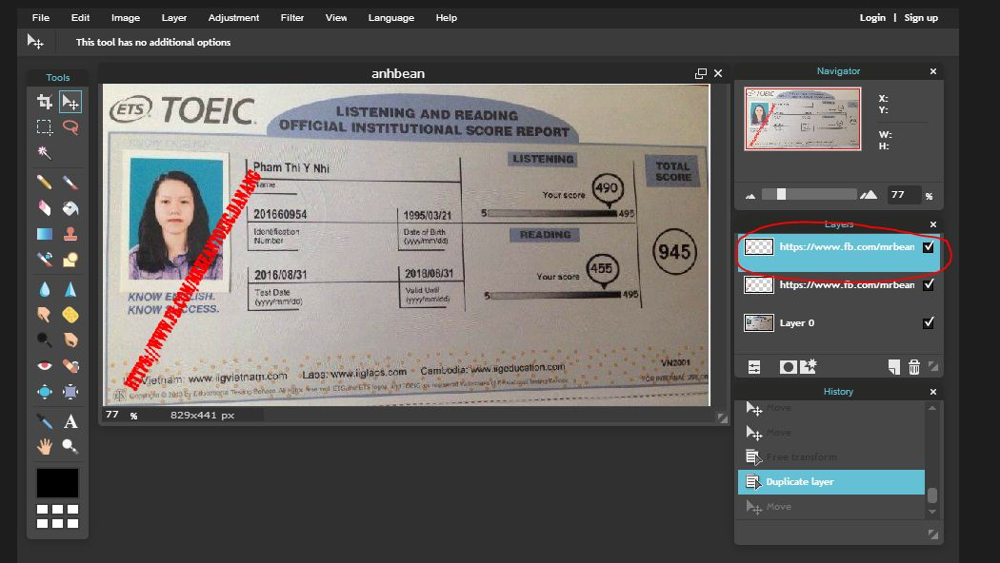 File Edit Image Layer Adjustment Filter View Language Help Login | Sign up
This tool has no additional options
Tools
anhbean
ETS TOEIC
LISTENING AND READING
OFFICIAL INSTITUTIONAL SCORE REPORT
Pham Thi Y Nhi
Name
201660954
Identification
Number
1995/03/21
Date of Birth
(yyyy/mm/dd)
2016/08/31
Test Date
(yyyy/mm/dd)
2018/08/31
Valid Until
(yyyy/mm/dd)
KNOW ENGLISH.
KNOW SUCCESS.
LISTENING
Your score 490
5 495
READING
Your score 455
5 495
TOTAL
SCORE
945
HTTPS://WWW.FB.COM/MRBEANTOEICDANANG
Vietnam: www.iigvietnam.com Laos: www.iiglaos.com Cambodia: www.iigeducation.com
VN2001
FOR INTERNAL USE
77 % 829x441 px
Navigator
X:
Y:
W:
H:
77 %
Layers
https://www.fb.com/mrbean
https://www.fb.com/mrbean
Layer 0
History
Move
Move
Free transform
Duplicate layer
Move
A